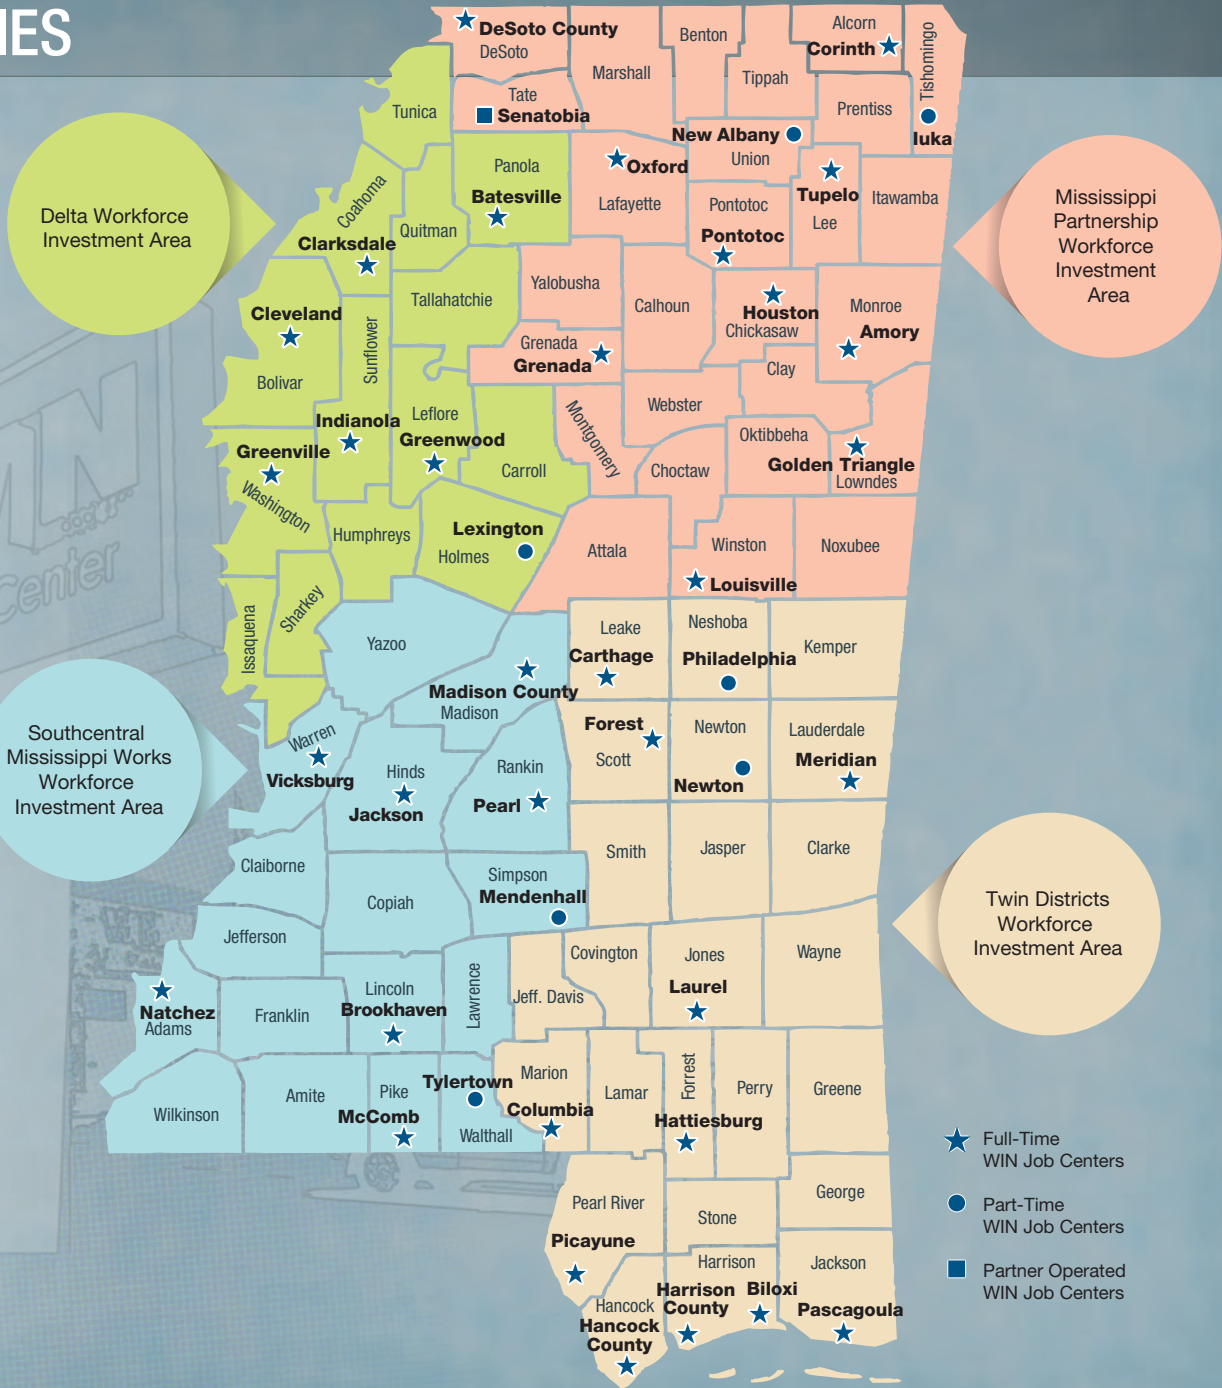 IES
DeSoto County
DeSoto
Marshall
Benton
Tippah
Alcorn
Corinth
Tishomingo
Iuka
Tate
Senatobia
Tunica
Prentiss
New Albany
Union
Panola
Batesville
Oxford
Lafayette
Pontotoc
Pontotoc
Tupelo
Lee
Itawamba
Delta Workforce
Investment Area
Mississippi
Partnership
Workforce
Investment
Area
Coahoma
Clarksdale
Quitman
Tallahatchie
Yalobusha
Calhoun
Houston
Chickasaw
Monroe
Amory
Cleveland
Bolivar
Sunflower
Indianola
Grenada
Grenada
Clay
Webster
Leflore
Greenwood
Carroll
Montgomery
Choctaw
Oktibbeha
Golden Triangle
Lowndes
Greenville
Washington
Humphreys
Lexington
Holmes
Attala
Winston
Louisville
Noxubee
Center
Issaquena
Sharkey
Yazoo
Madison County
Madison
Leake
Carthage
Neshoba
Philadelphia
Kemper
Southcentral
Mississippi Works
Workforce
Investment Area
Warren
Vicksburg
Hinds
Jackson
Rankin
Pearl
Forest
Scott
Newton
Newton
Lauderdale
Meridian
Claiborne
Copiah
Simpson
Mendenhall
Smith
Jasper
Clarke
Twin Districts
Workforce
Investment Area
Jefferson
Natchez
Adams
Franklin
Lincoln
Brookhaven
Lawrence
Jeff. Davis
Covington
Jones
Laurel
Wayne
Wilkinson
Amite
Pike
McComb
Tylertown
Walthall
Marion
Columbia
Lamar
Forrest
Hattiesburg
Perry
Greene
Full-Time
WIN Job Centers
Part-Time
WIN Job Centers
Partner Operated
WIN Job Centers
Pearl River
Picayune
Stone
George
Hancock
Hancock
County
Harrison
Harrison
County
Biloxi
Jackson
Pascagoula